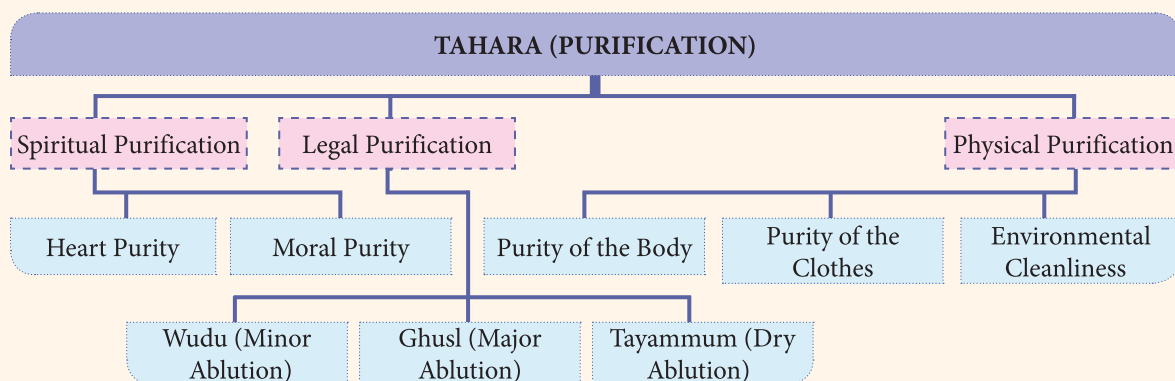 TAHARA (PURIFICATION)
Spiritual Purification
Legal Purification
Physical Purification
Heart Purity
Moral Purity
Purity of the Body
Purity of the
Clothes
Environmental
Cleanliness
Wudu (Minor
Ablution)
Ghusl (Major
Ablution)
Tayammum (Dry
Ablution)